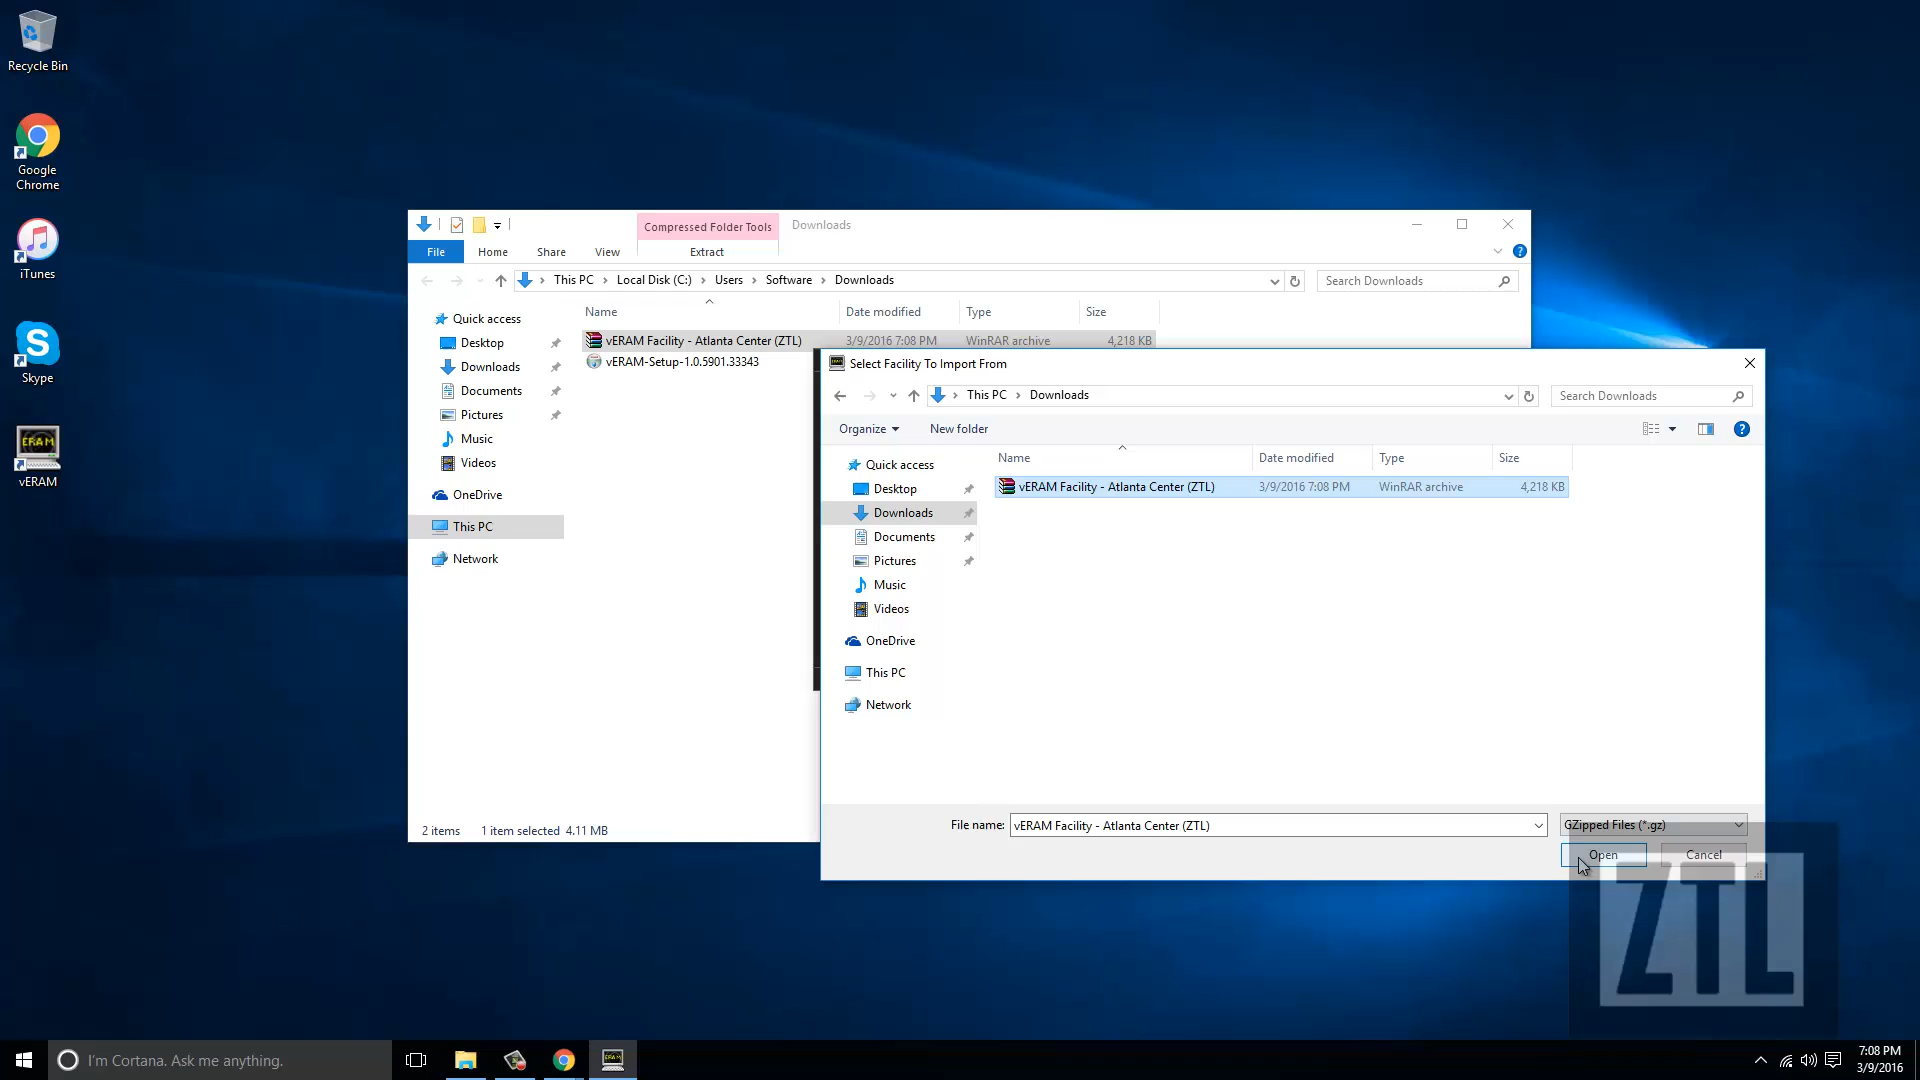 Recycle Bin
Google
Chrome
iTunes
Skype
ERAM
vERAM
Compressed Folder Tools
Downloads
File
Home
Share
View
Extract
This PC
Local Disk (C:)
Users
Software
Downloads
Search Downloads
Name
Date modified
Type
Size
vERAM Facility - Atlanta Center (ZTL)
3/9/2016 7:08 PM
WinRAR archive
4,218 KB
vERAM-Setup-1.0.5901.33343
Quick access
Desktop
Downloads
Documents
Pictures
Music
Videos
OneDrive
This PC
Network
2 items
1 item selected 4.11 MB
Select Facility To Import From
This PC
Downloads
Search Downloads
Organize
New folder
Name
Date modified
Type
Size
vERAM Facility - Atlanta Center (ZTL)
3/9/2016 7:08 PM
WinRAR archive
4,218 KB
Quick access
Desktop
Downloads
Documents
Pictures
Music
Videos
OneDrive
This PC
Network
File name:
vERAM Facility - Atlanta Center (ZTL)
GZipped Files (*.gz)
Open
Cancel
ZTL
I'm Cortana. Ask me anything.
7:08 PM
3/9/2016